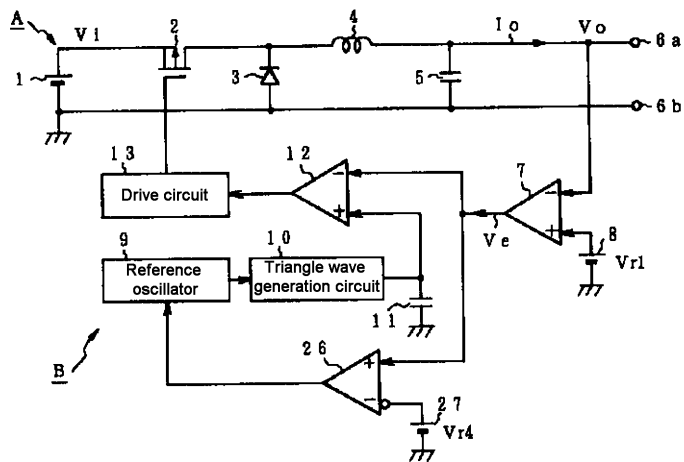 A
Vi
2
4
Io
Vo
6a
1
3
5
6b
13
12
7
Drive circuit
−
+
−
+
Ve
8
Vr1
9
10
Reference
oscillator
Triangle wave
generation circuit
11
B
26
+
−
27
Vr4